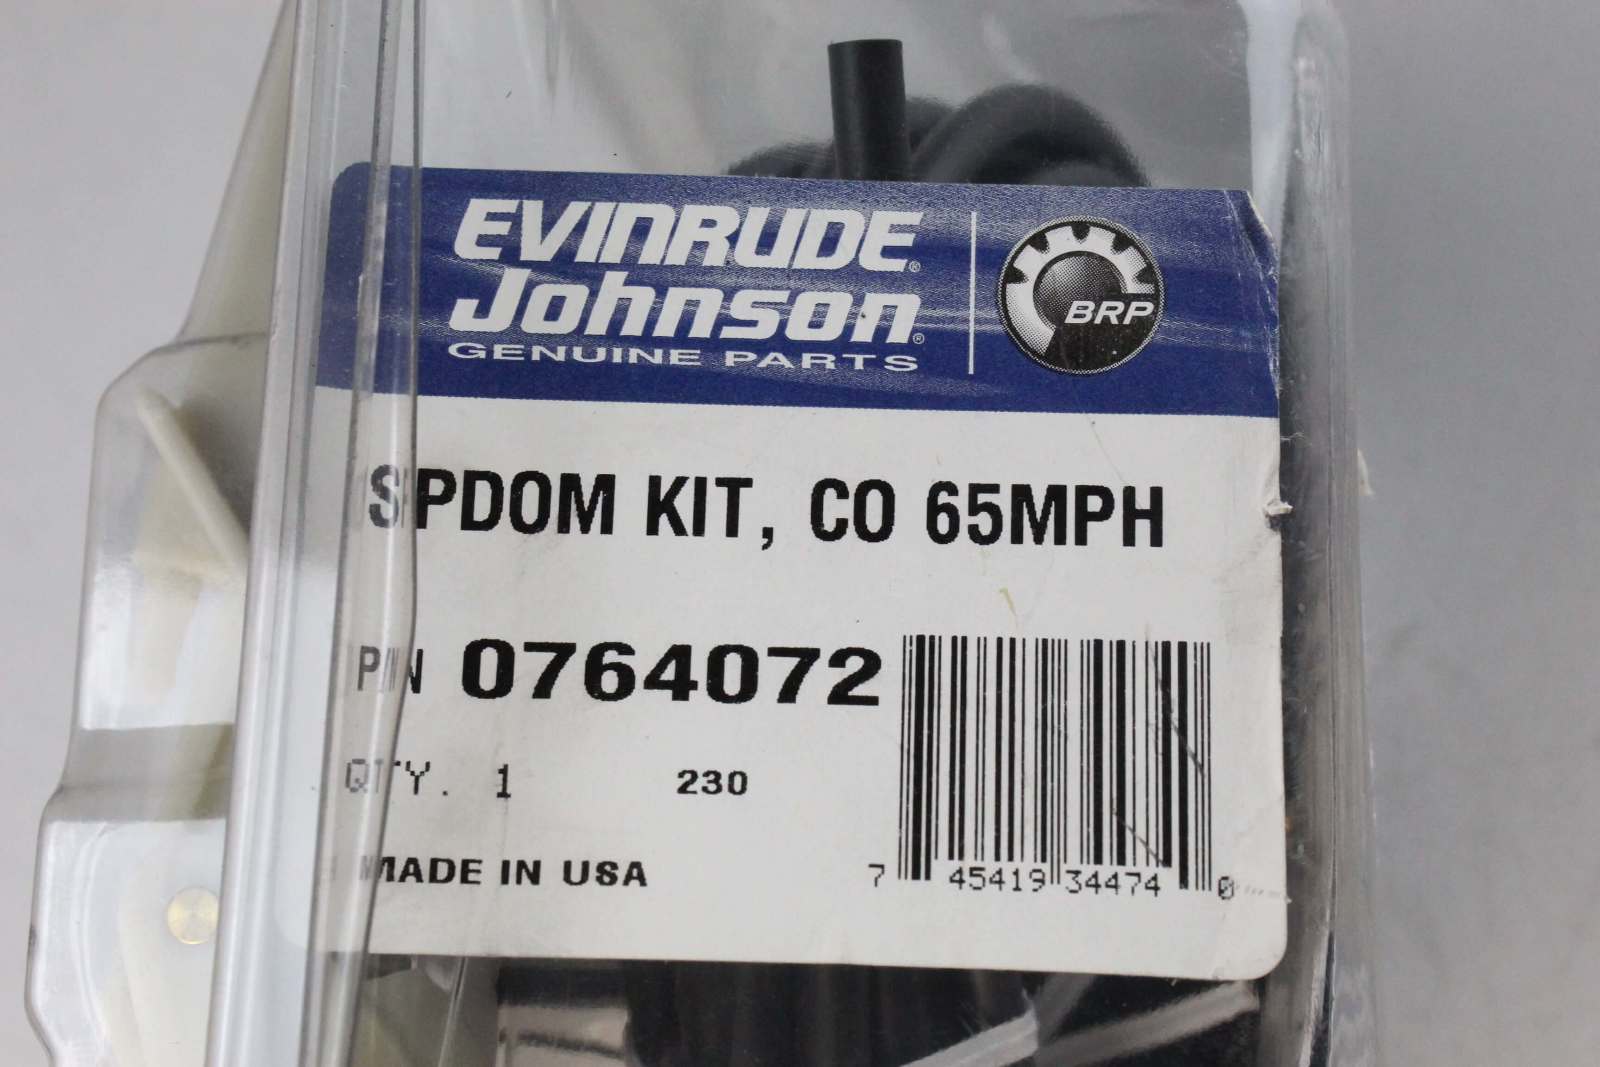 EVINRUDE®
Johnson®
GENUINE PARTS
BRP
SPDOM KIT, CO 65MPH
P/N 0764072
QTY. 1 230
MADE IN USA
7 45419 34474 0